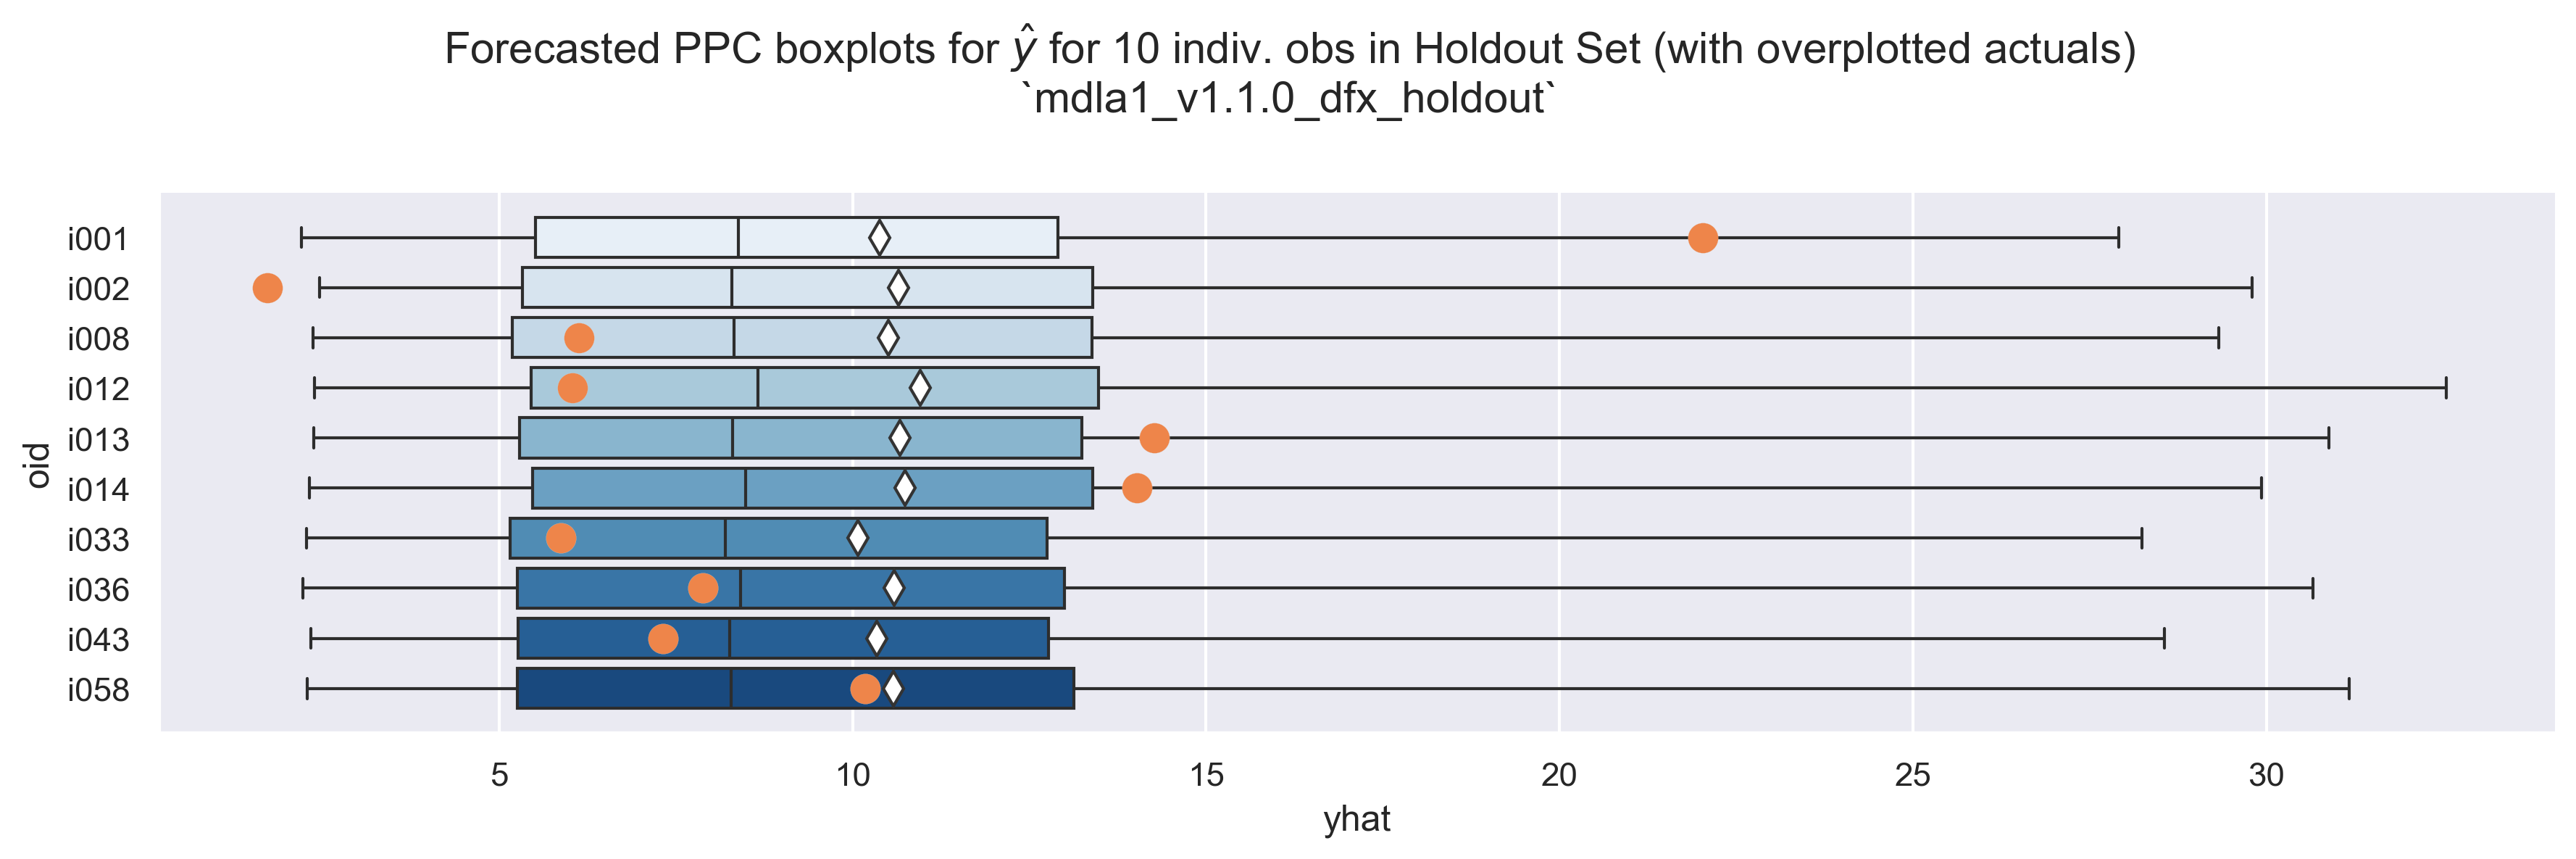 Forecasted PPC boxplots for ŷ for 10 indiv. obs in Holdout Set (with overplotted actuals)
`mdla1_v1.1.0_dfx_holdout`
oid
i001
i002
i008
i012
i013
i014
i033
i036
i043
i058
5 10 15 20 25 30
yhat